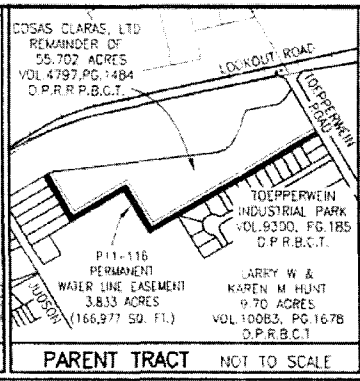 COSAS CLARAS, LTD
REMAINDER OF
55.702 ACRES
VOL.4797,PG.1484
O.P.R.R.P.B.C.T.
LOOKOUT ROAD
TOEPPERWEIN
ROAD
TOEPPERWEIN
INDUSTRIAL PARK
VOL.9300, PG.185
D.P.R.B.C.T.
P11-116
PERMANENT
WATER LINE EASEMENT
3.833 ACRES
(166,977 SQ. FT.)
JUDSON
LARRY W &
KAREN M HUNT
9.70 ACRES
VOL.10083, PG.1678
O.P.R.B.C.T
PARENT TRACT NOT TO SCALE